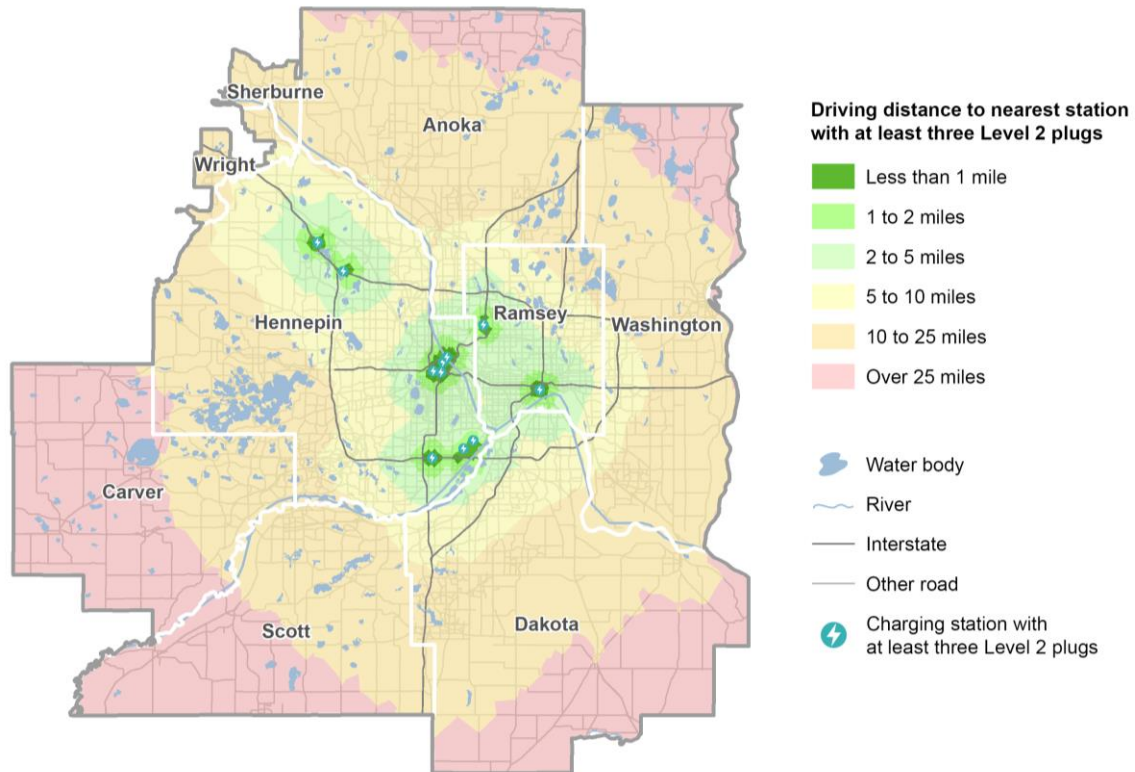 Sherburne
Anoka
Wright
Hennepin
Ramsey
Washington
Carver
Scott
Dakota
Driving distance to nearest station
with at least three Level 2 plugs
Less than 1 mile
1 to 2 miles
2 to 5 miles
5 to 10 miles
10 to 25 miles
Over 25 miles
Water body
River
Interstate
Other road
Charging station with
at least three Level 2 plugs